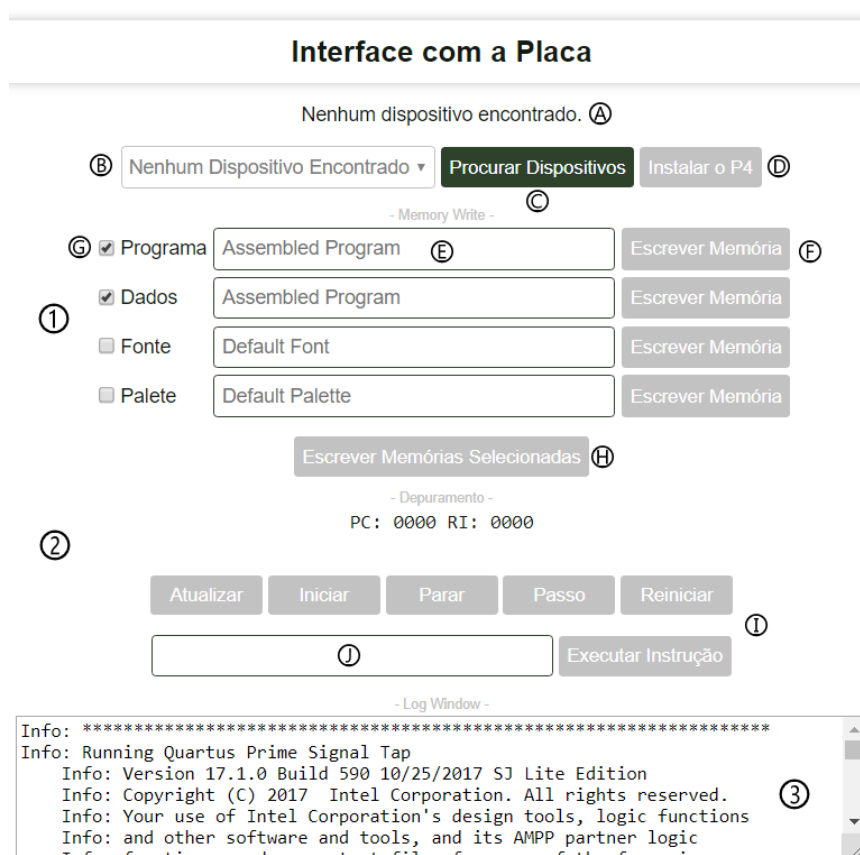 Interface com a Placa
Nenhum dispositivo encontrado. Ⓐ
Ⓑ Nenhum Dispositivo Encontrado ▾ Procurar Dispositivos Instalar o P4 Ⓓ
Ⓒ
- Memory Write -
Ⓖ Programa Assembled Program Ⓔ Escrever Memória Ⓕ
Dados Assembled Program Escrever Memória
①
Fonte Default Font Escrever Memória
Palete Default Palette Escrever Memória
Escrever Memórias Selecionadas Ⓗ
- Depuramento -
PC: 0000 RI: 0000
②
Atualizar Iniciar Parar Passo Reiniciar
Ⓘ
Ⓙ Executar Instrução
- Log Window -
Info: *******************************************************************
Info: Running Quartus Prime Signal Tap
Info: Version 17.1.0 Build 590 10/25/2017 SJ Lite Edition
Info: Copyright (C) 2017  Intel Corporation. All rights reserved.
③
Info: Your use of Intel Corporation's design tools, logic functions
Info: and other software and tools, and its AMPP partner logic